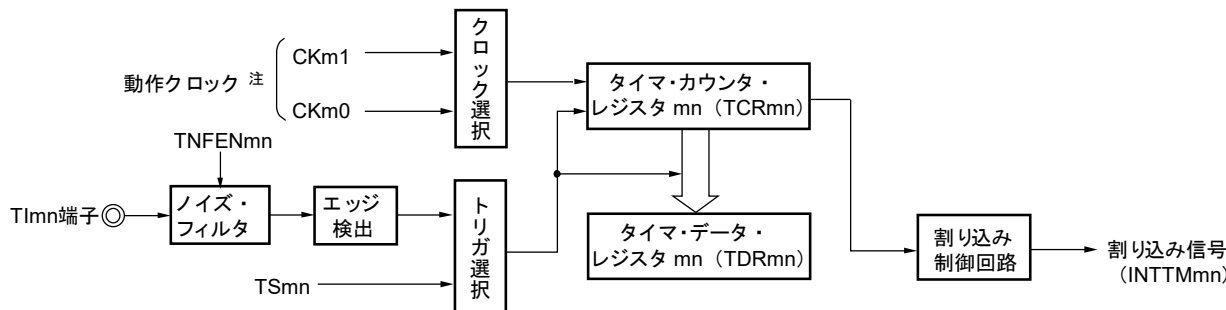 動作クロック 注
CKm1
CKm0
クロック選択
タイマ・カウンタ・
レジスタ mn（TCRmn）
TNFENmn
TImn端子
ノイズ・
フィルタ
エッジ
検出
TSmn
トリガ選択
タイマ・データ・
レジスタ mn（TDRmn）
割り込み
制御回路
割り込み信号
（INTTMmn）